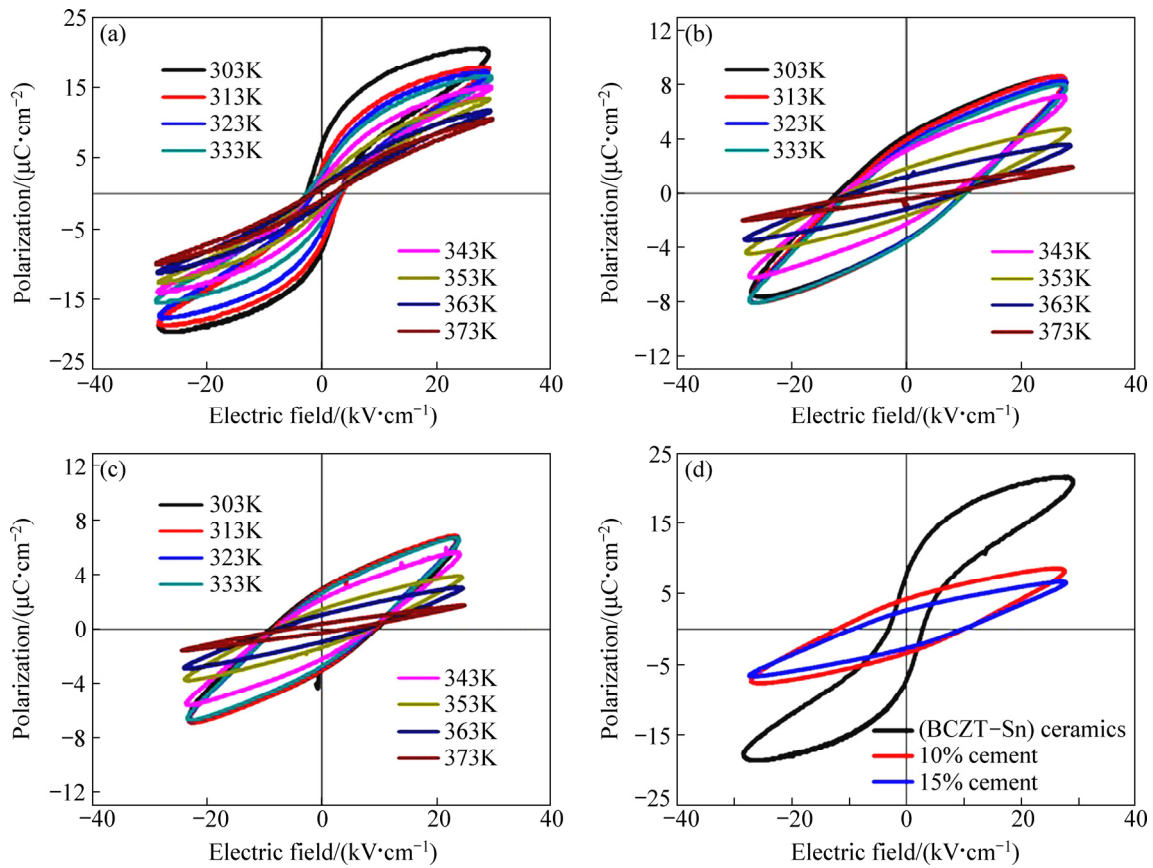 (a)
25
15
5
0
−5
−15
25
−40
−20
0
20
40
Polarization/(μC·cm⁻²)
Electric field/(kV·cm⁻¹)
303K
313K
323K
333K
343K
353K
363K
373K
(b)
12
8
4
0
−4
−8
−12
−40
−20
0
20
40
Polarization/(μC·cm⁻²)
Electric field/(kV·cm⁻¹)
303K
313K
323K
333K
343K
353K
363K
373K
(c)
12
8
4
0
−4
−8
−12
−40
−20
0
20
40
Polarization/(μC·cm⁻²)
Electric field/(kV·cm⁻¹)
303K
313K
323K
333K
343K
353K
363K
373K
(d)
25
15
5
0
−5
−15
−25
−40
−20
0
20
40
Polarization/(μC·cm⁻²)
Electric field/(kV·cm⁻¹)
(BCZT−Sn) ceramics
10% cement
15% cement